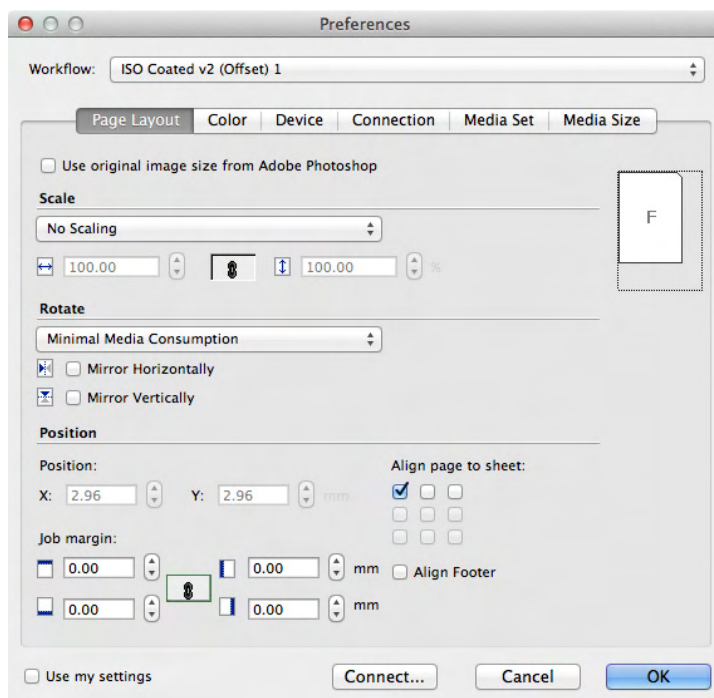 Preferences
Workflow: ISO Coated v2 (Offset) 1
Page Layout Color Device Connection Media Set Media Size
Use original image size from Adobe Photoshop
Scale
No Scaling
F
100.00 100.00 %
Rotate
Minimal Media Consumption
Mirror Horizontally
Mirror Vertically
Position
Position: Align page to sheet:
X: 2.96 Y: 2.96 mm
Job margin:
0.00 0.00 mm Align Footer
0.00 0.00 mm
Use my settings Connect... Cancel OK